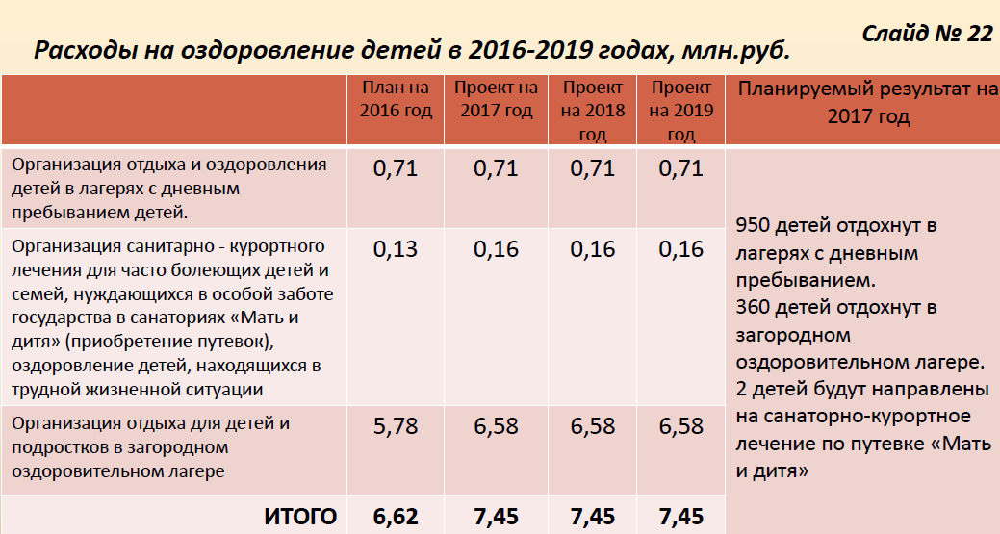 Слайд № 22
Расходы на оздоровление детей в 2016-2019 годах, млн.руб.
План на
2016 год
Проект на
2017 год
Проект
на 2018
год
Проект
на 2019
год
Планируемый результат на
2017 год
Организация отдыха и оздоровления
детей в лагерях с дневным
пребыванием детей.
0,71
0,71
0,71
0,71
Организация санитарно - курортного
лечения для часто болеющих детей и
семей, нуждающихся в особой заботе
государства в санаториях «Мать и
дитя» (приобретение путевок),
оздоровление детей, находящихся в
трудной жизненной ситуации
0,13
0,16
0,16
0,16
Организация отдыха для детей и
подростков в загородном
оздоровительном лагере
5,78
6,58
6,58
6,58
ИТОГО
6,62
7,45
7,45
7,45
950 детей отдохнут в
лагерях с дневным
пребыванием.
360 детей отдохнут в
загородном
оздоровительном лагере.
2 детей будут направлены
на санаторно-курортное
лечение по путевке «Мать
и дитя»